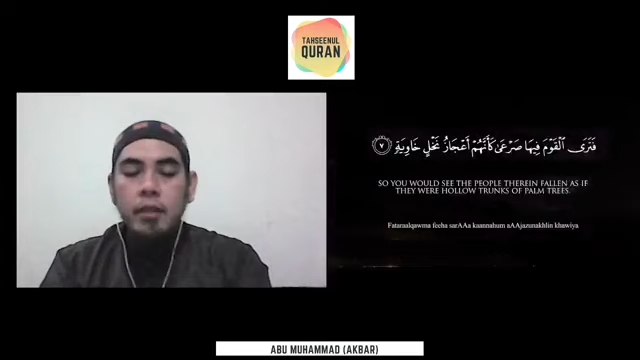 TAHSEENUL
QURAN
فَتَرَى ٱلْقَوْمَ فِيهَا صَرْعَىٰ كَأَنَّهُمْ أَعْجَازُ نَخْلٍ خَاوِيَةٍ ٧
SO YOU WOULD SEE THE PEOPLE THEREIN FALLEN AS IF
THEY WERE HOLLOW TRUNKS OF PALM TREES.
Fataraalqawma feeha sarAAa kaannahum aAAjazunakhlin khawiya
ABU MUHAMMAD (AKBAR)